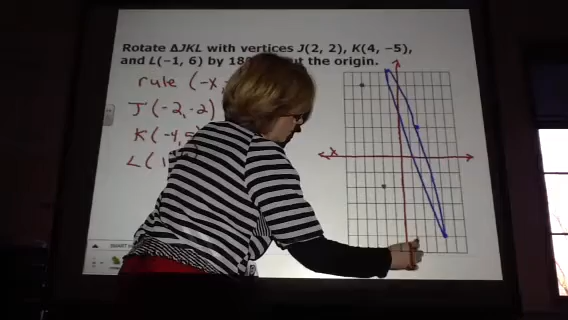 Rotate ΔJKL with vertices J(2, 2), K(4, −5),
and L(−1, 6) by 18 the origin.
rule (-x,
J(-2,-2)
K(-4,
L(1
x